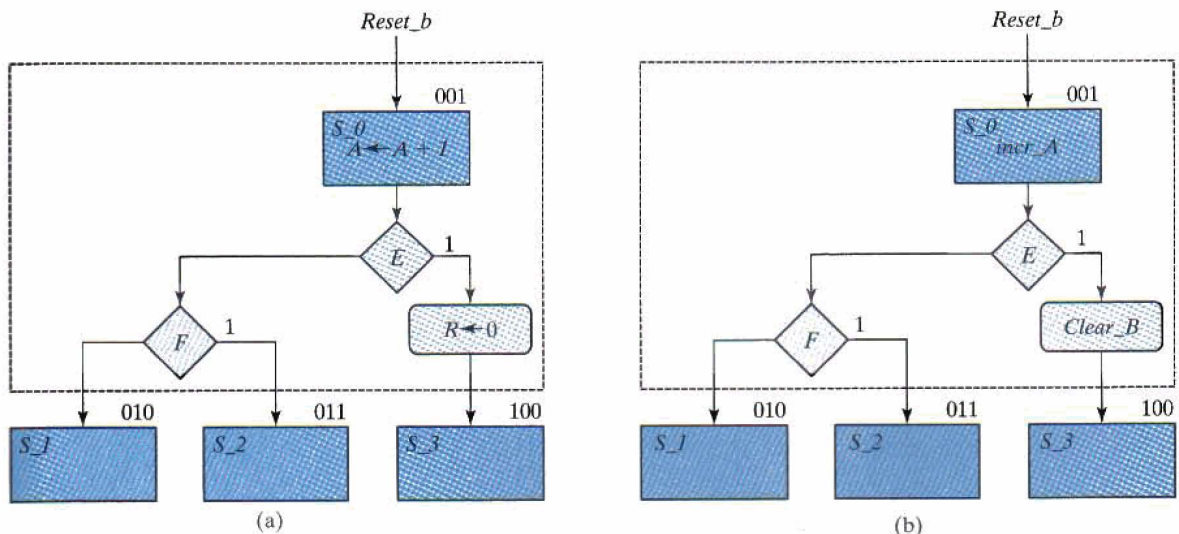 Reset_b
001
S_0
A ← A + 1
E
1
F
1
R ← 0
010
011
100
S_1
S_2
S_3
(a)
Reset_b
001
S_0
incr_A
E
1
F
1
Clear_B
010
011
100
S_1
S_2
S_3
(b)